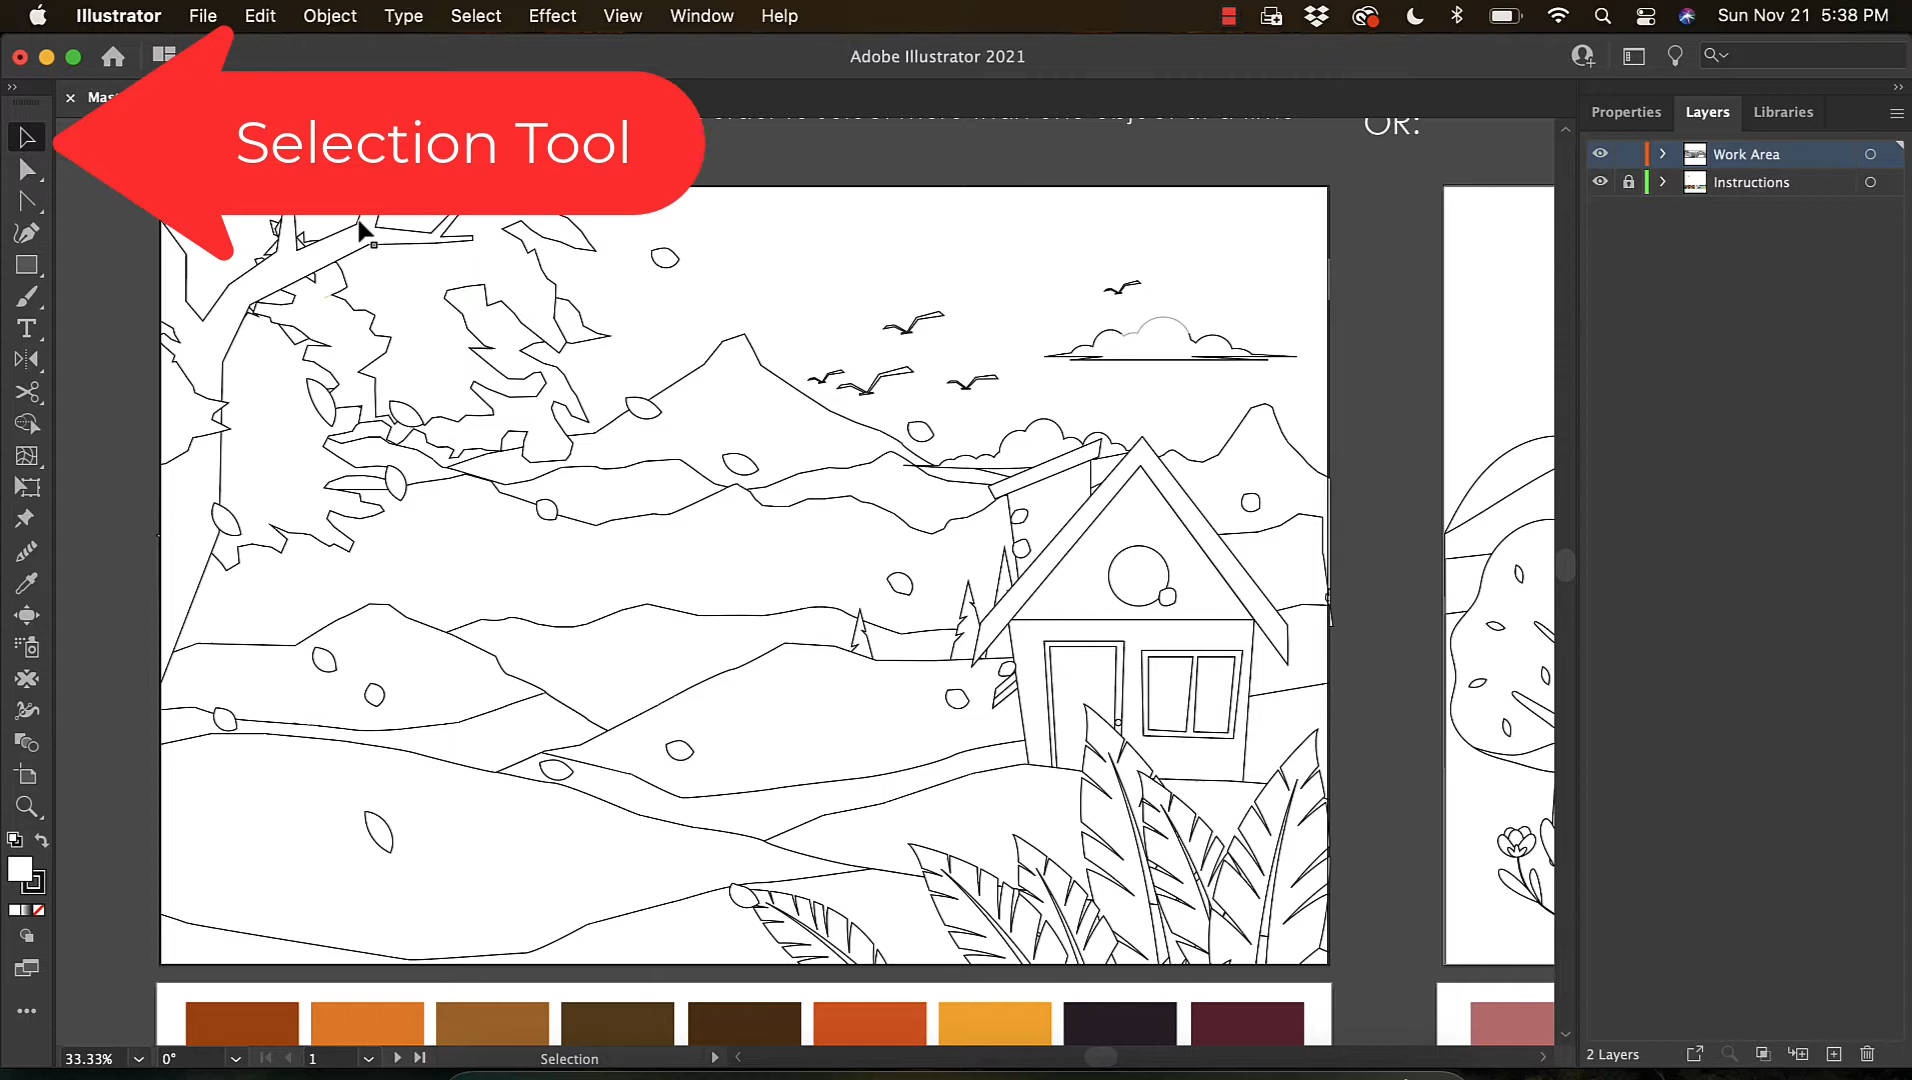 Illustrator File Edit Object Type Select Effect View Window Help Sun Nov 21 5:38 PM
Adobe Illustrator 2021
Selection Tool
OR:
Properties Layers Libraries
Work Area
Instructions
33.33% 0° 1 Selection
2 Layers